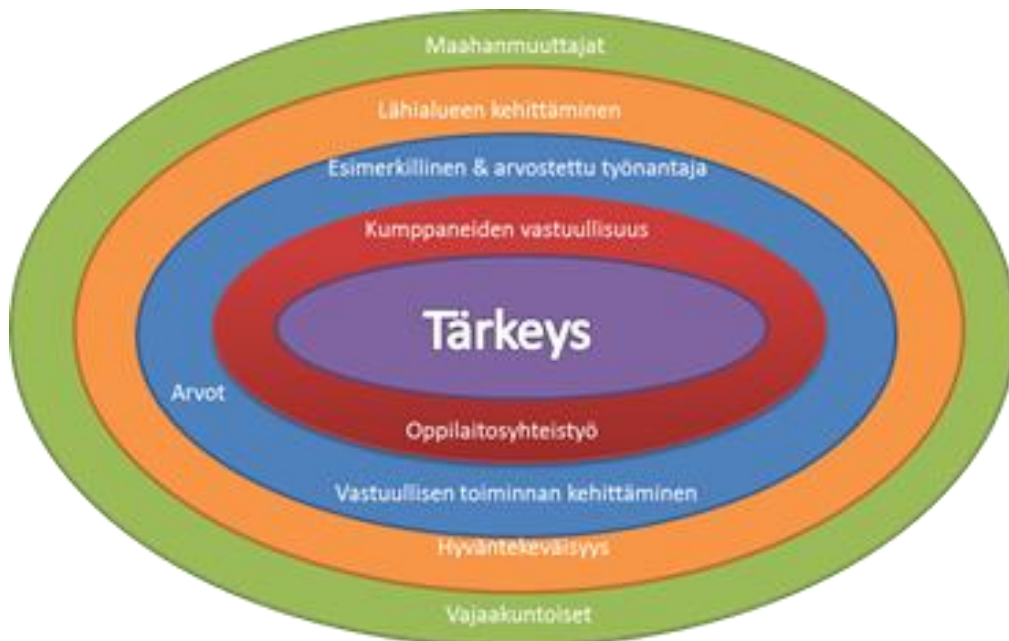 Maahanmuuttajat
Lähialueen kehittäminen
Esimerkillinen & arvostettu työnantaja
Kumppaneiden vastuullisuus
Tärkeys
Arvot
Oppilaitosyhteistyö
Vastuullisen toiminnan kehittäminen
Hyväntekeväisyys
Vajaakuntoiset